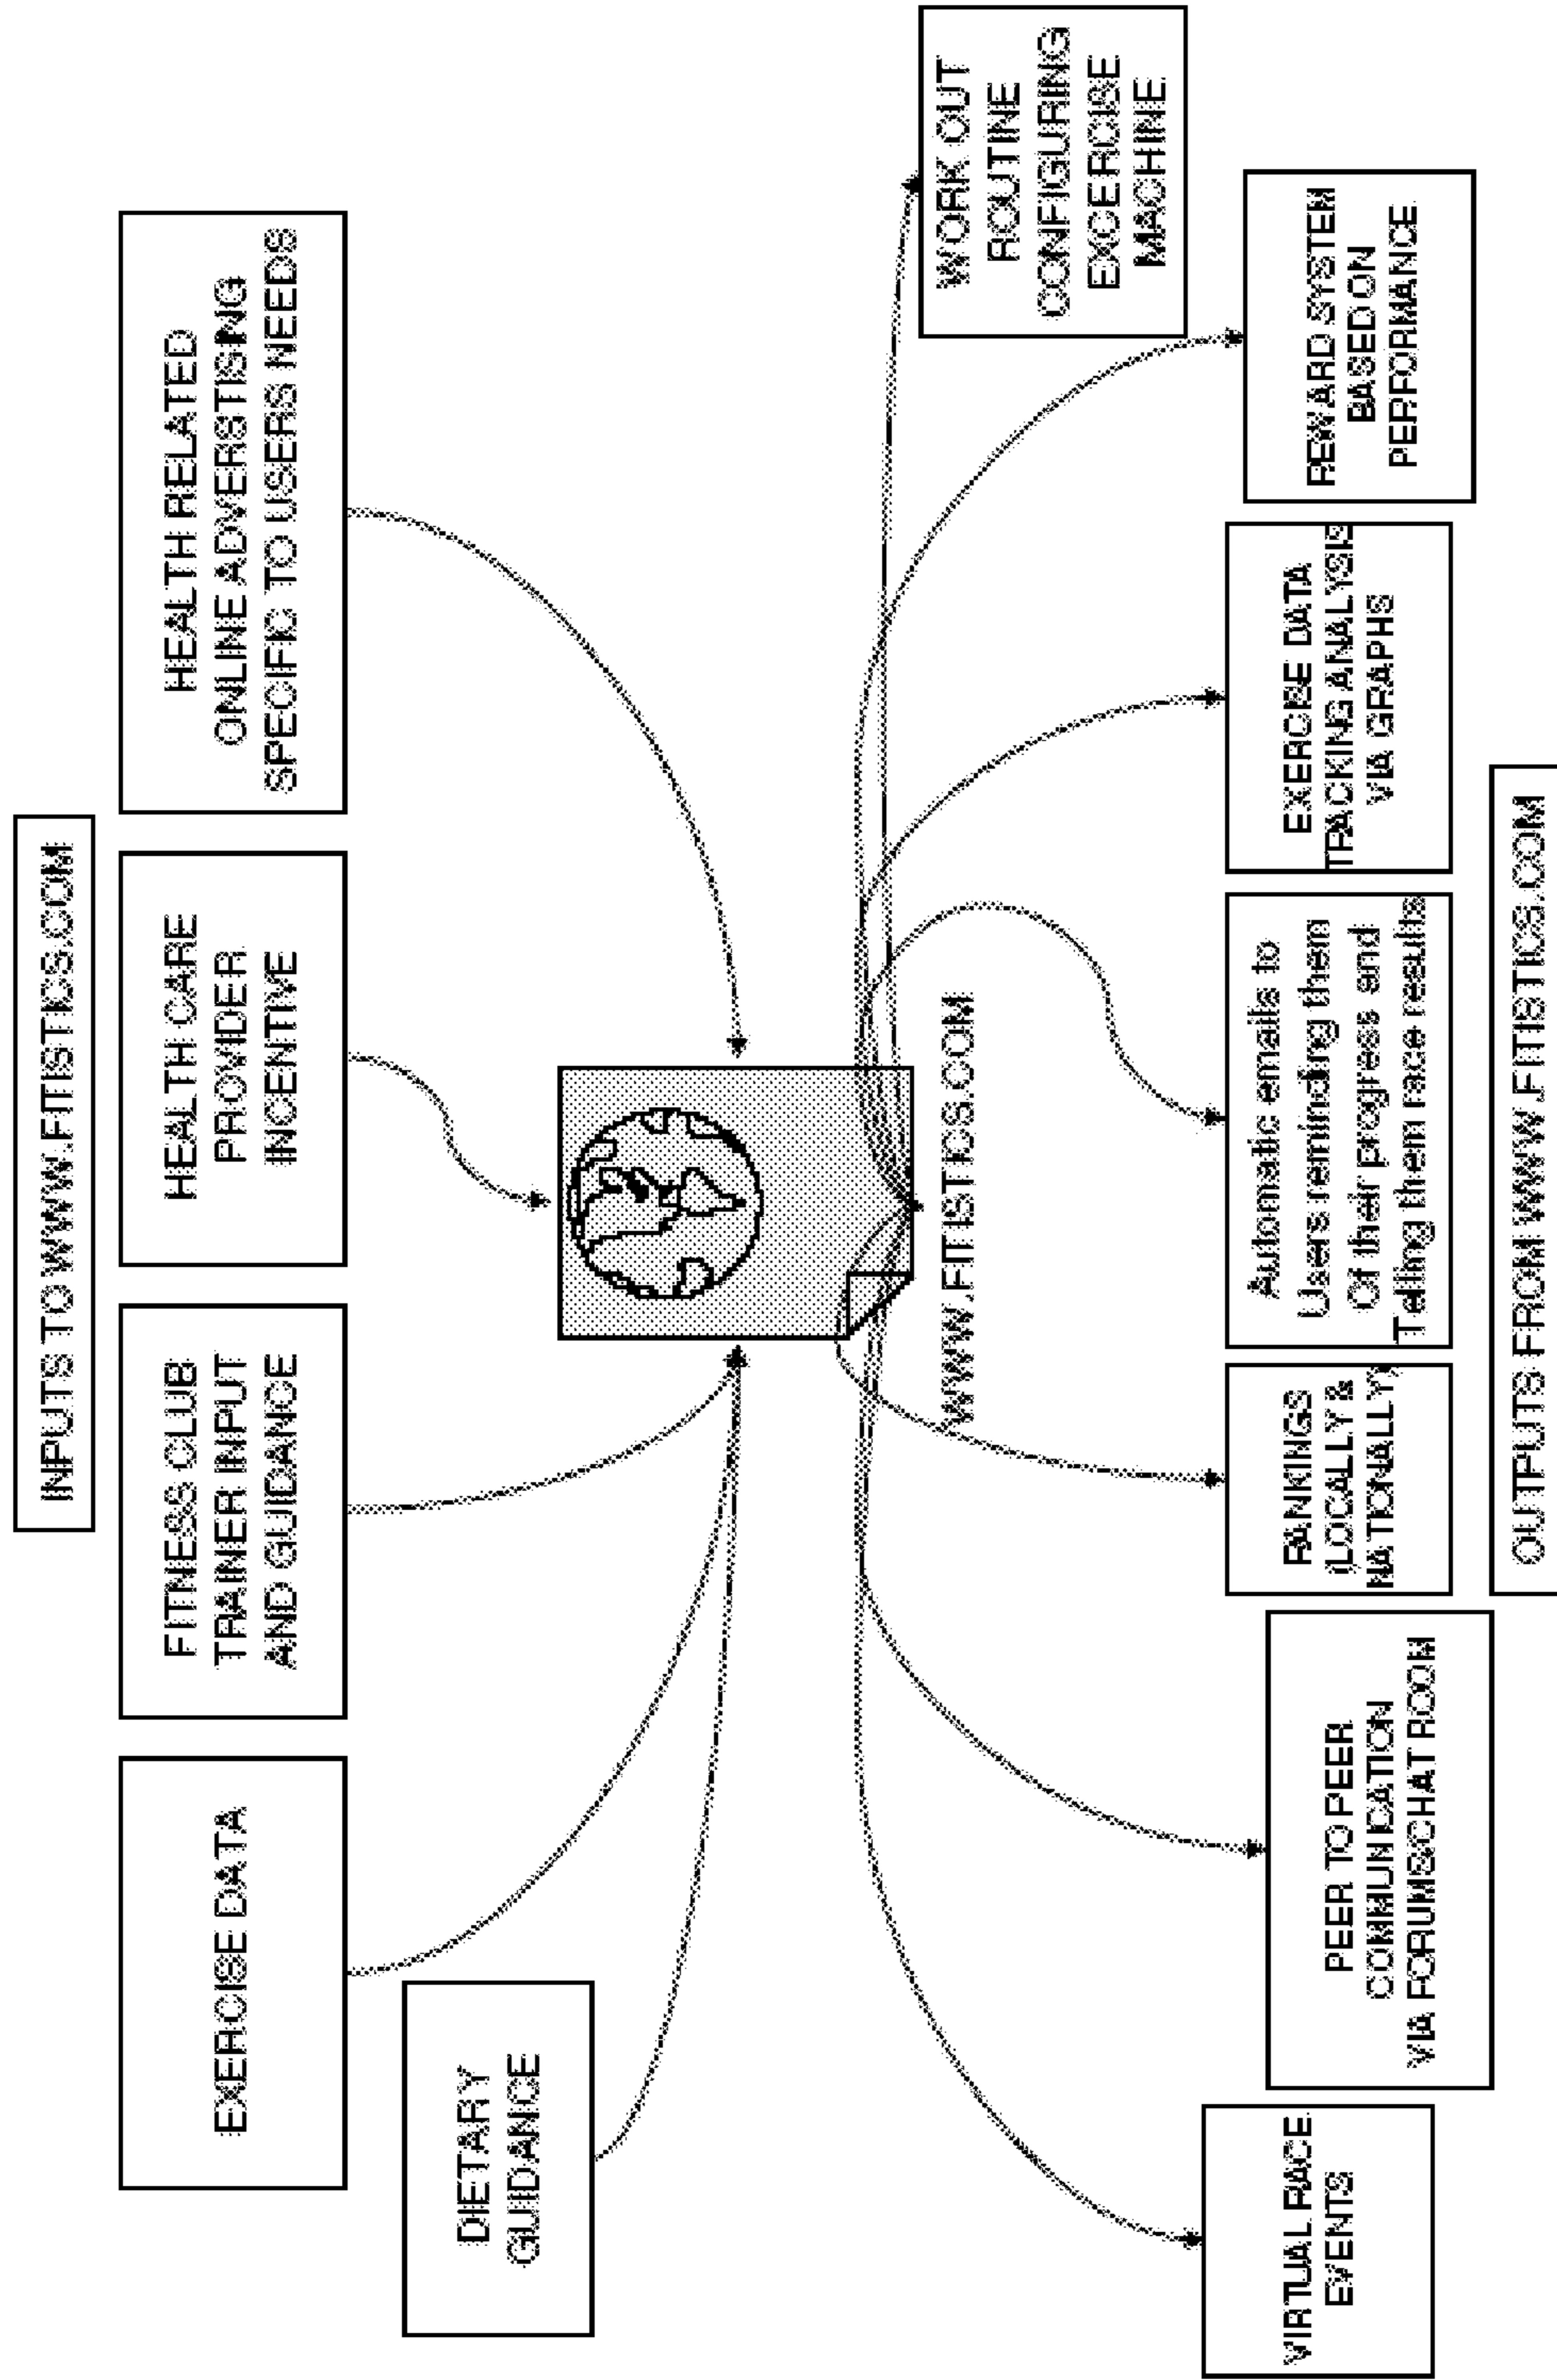 INPUTS TO WWW.FITISTICS.COM
EXERCISE DATA
FITNESS CLUB
TRAINER INPUT
AND GUIDANCE
HEALTH CARE
PROVIDER
INCENTIVE
HEALTH RELATED
ONLINE ADVERSTISING
SPECIFIC TO USERS NEEDS
DIETARY
GUIDANCE
WWW.FITISTICS.COM
WORK OUT
ROUTINE
CONFIGURING
EXCERCISE
MACHINE
VIRTUAL RACE
EVENTS
PEER TO PEER
COMMUNICATION
VIA FORUMS/CHAT ROOM
RANKINGS
(LOCALLY &
NATIONALLY)
Automatic emails to
Users reminding them
Of their progress and
Telling them race results
EXERCISE DATA
TRACKING ANALYSIS
VIA GRAPHS
REWARD SYSTEM
BASED ON
PERFORMANCE
OUTPUTS FROM WWW.FITISTICS.COM